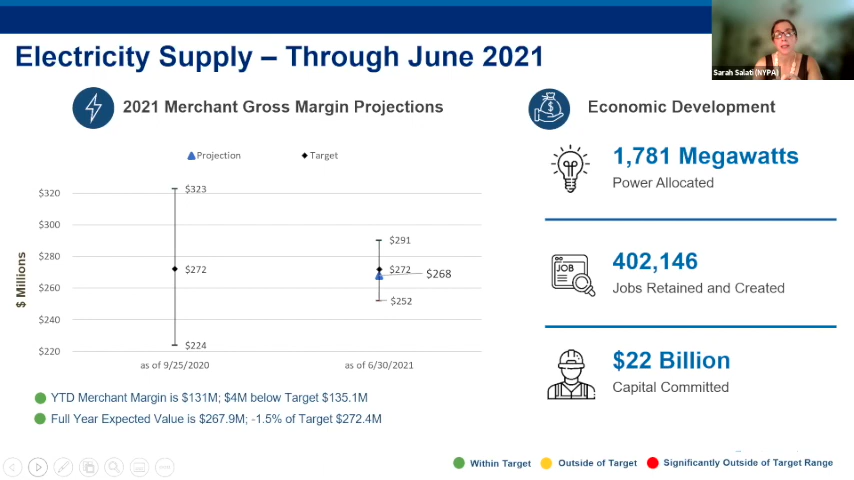 Sarah Salati (NYPA)
Electricity Supply – Through June 2021
2021 Merchant Gross Margin Projections
Projection
Target
$ Millions
$320
$300
$280
$260
$240
$220
$323
$272
$224
$291
$272
$268
$252
as of 9/25/2020
as of 6/30/2021
YTD Merchant Margin is $131M; $4M below Target $135.1M
Full Year Expected Value is $267.9M; -1.5% of Target $272.4M
Economic Development
1,781 Megawatts
Power Allocated
JOB
402,146
Jobs Retained and Created
$22 Billion
Capital Committed
Within Target
Outside of Target
Significantly Outside of Target Range